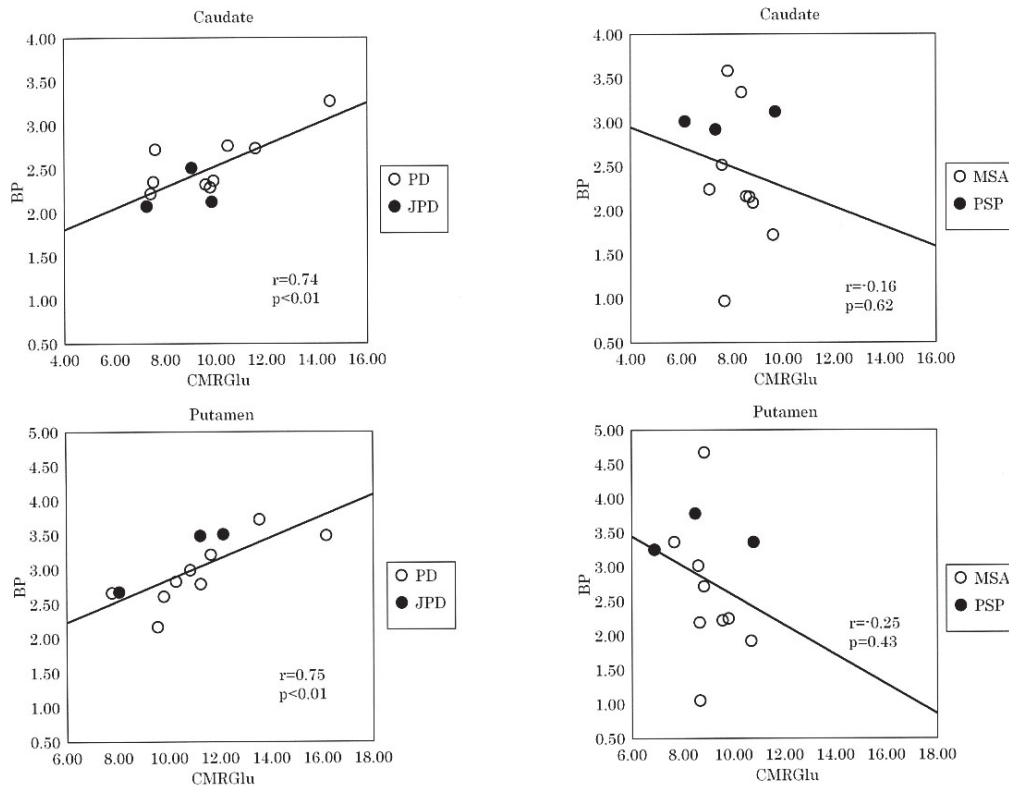 Caudate
4.00
3.50
3.00
2.50
2.00
1.50
1.00
0.50
BP
4.00 6.00 8.00 10.00 12.00 14.00 16.00
CMRGlu
r=0.74
p<0.01
PD
JPD
Caudate
4.00
3.50
3.00
2.50
2.00
1.50
1.00
0.50
BP
4.00 6.00 8.00 10.00 12.00 14.00 16.00
CMRGlu
r=-0.16
p=0.62
MSA
PSP
Putamen
5.00
4.50
4.00
3.50
3.00
2.50
2.00
1.50
1.00
0.50
BP
6.00 8.00 10.00 12.00 14.00 16.00 18.00
CMRGlu
r=0.75
p<0.01
PD
JPD
Putamen
5.00
4.50
4.00
3.50
3.00
2.50
2.00
1.50
1.00
0.50
BP
6.00 8.00 10.00 12.00 14.00 16.00 18.00
CMRGlu
r=-0.25
p=0.43
MSA
PSP